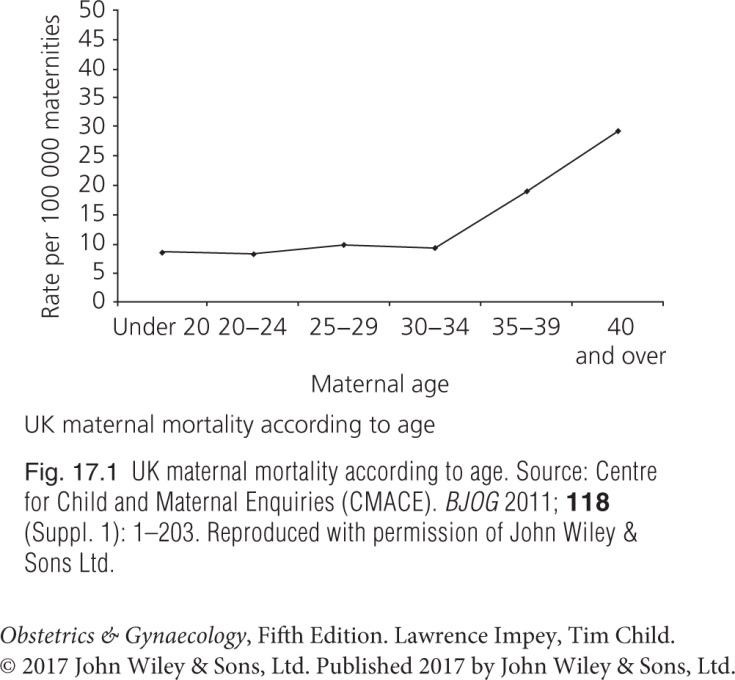 Rate per 100 000 maternities
50
45
40
35
30
25
20
15
10
5
0
Under 20 20–24 25–29 30–34 35–39 40
and over
Maternal age
UK maternal mortality according to age
Fig. 17.1 UK maternal mortality according to age. Source: Centre
for Child and Maternal Enquiries (CMACE). BJOG 2011; 118
(Suppl. 1): 1–203. Reproduced with permission of John Wiley &
Sons Ltd.
Obstetrics & Gynaecology, Fifth Edition. Lawrence Impey, Tim Child.
© 2017 John Wiley & Sons, Ltd. Published 2017 by John Wiley & Sons, Ltd.